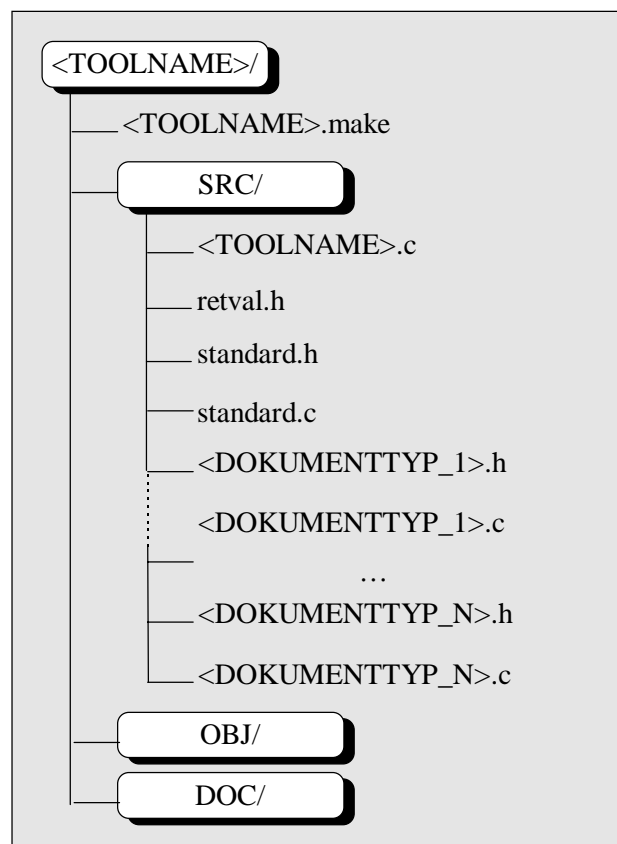 <TOOLNAME>/
<TOOLNAME>.make
SRC/
<TOOLNAME>.c
retval.h
standard.h
standard.c
<DOKUMENTTYP_1>.h
<DOKUMENTTYP_1>.c
…
<DOKUMENTTYP_N>.h
<DOKUMENTTYP_N>.c
OBJ/
DOC/